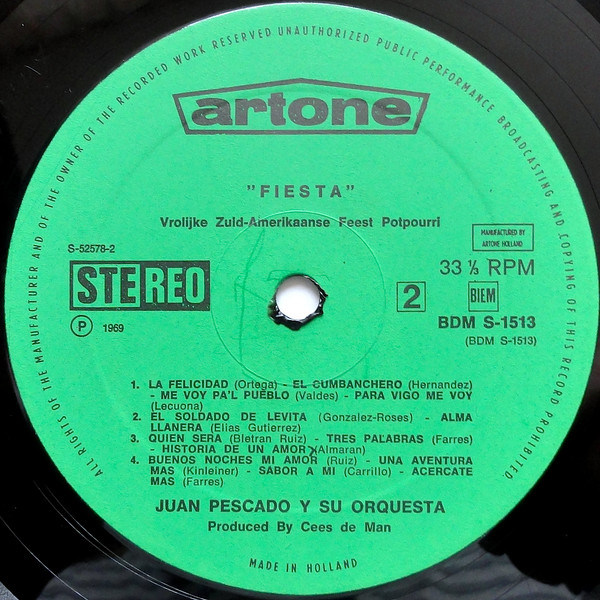 ALL RIGHTS OF THE MANUFACTURER AND OF THE OWNER OF THE RECORDED WORK RESERVED UNAUTHORIZED PUBLIC PERFORMANCE BROADCASTING AND COPYING OF THIS RECORD PROHIBITED.
artone
"FIESTA"
Vrolijke Zuid-Amerikaanse Feest Potpourri
MANUFACTURED BY
ARTONE HOLLAND
S-52578-2
STEREO
33⅓ RPM
2
BIEM
Ⓟ 1969
BDM S-1513
(BDM S-1513)
1. LA FELICIDAD (Ortega) - EL CUMBANCHERO (Hernandez)
- ME VOY PA'L PUEBLO (Valdes) - PARA VIGO ME VOY
(Lecuona)
2. EL SOLDADO DE LEVITA (Gonzalez-Roses) - ALMA
LLANERA (Elias Gutierrez)
3. QUIEN SERA (Bletran Ruiz) - TRES PALABRAS (Farres)
- HISTORIA DE UN AMOR (Almaran)
4. BUENOS NOCHES MI AMOR (Ruiz) - UNA AVENTURA
MAS (Kinleiner) - SABOR A MI (Carrillo) - ACERCATE
MAS (Farres)
JUAN PESCADO Y SU ORQUESTA
Produced By Cees de Man
MADE IN HOLLAND